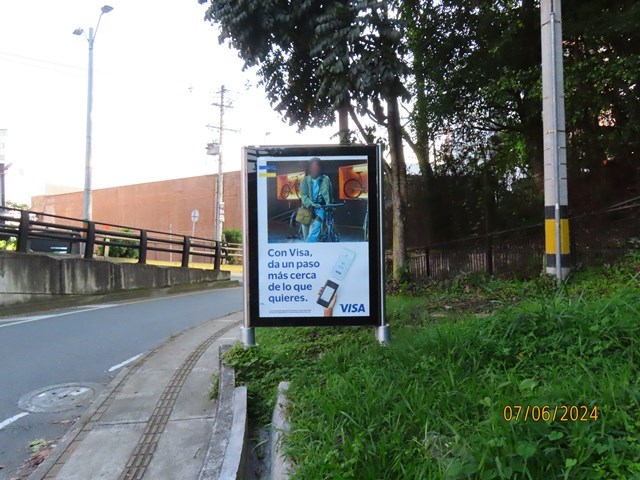 Con Visa,
da un paso
más cerca
de lo que
quieres.
VISA
07/06/2024